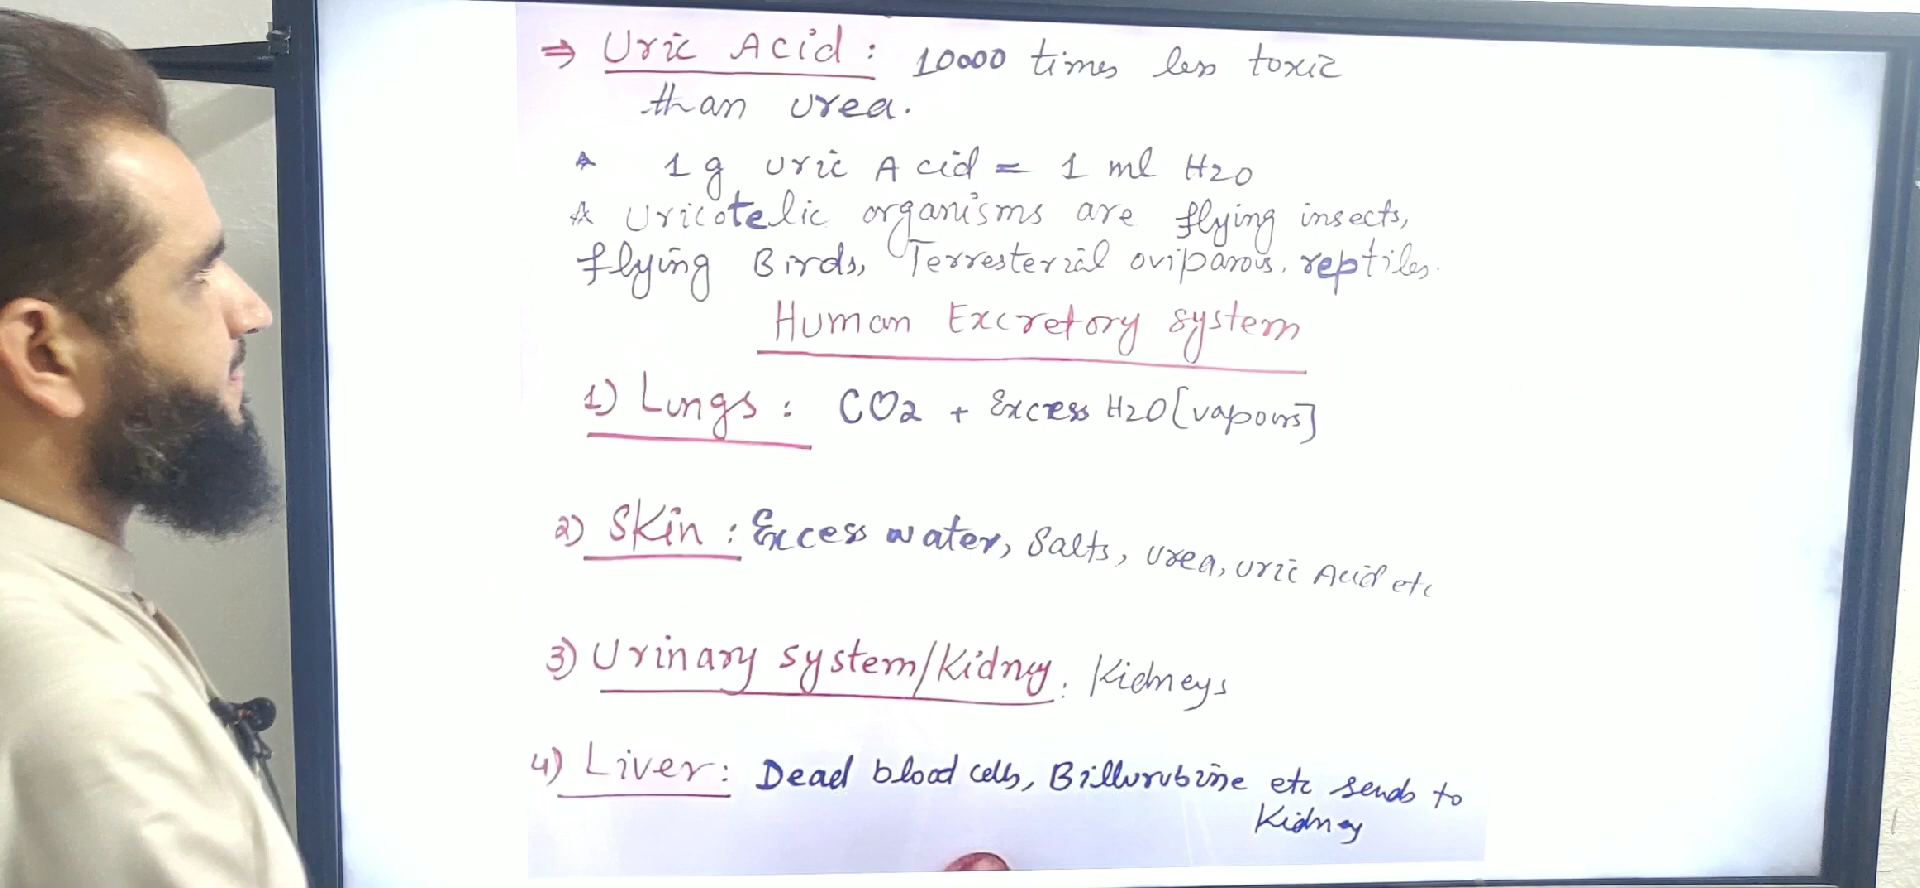 ⇒ Uric Acid : 10000 times less toxic
than urea.
1 g uric Acid = 1 ml H2O
Uricotelic organisms are flying insects,
flying Birds, Terresterial oviparous, reptiles.
Human Excretory system
1) Lungs : CO2 + Excess H2O [vapours]
2) Skin : Excess water, Salts, urea, uric Acid etc
3) Urinary system/Kidney : Kidneys
4) Liver : Dead blood cells, Billurubine etc sends to
Kidney